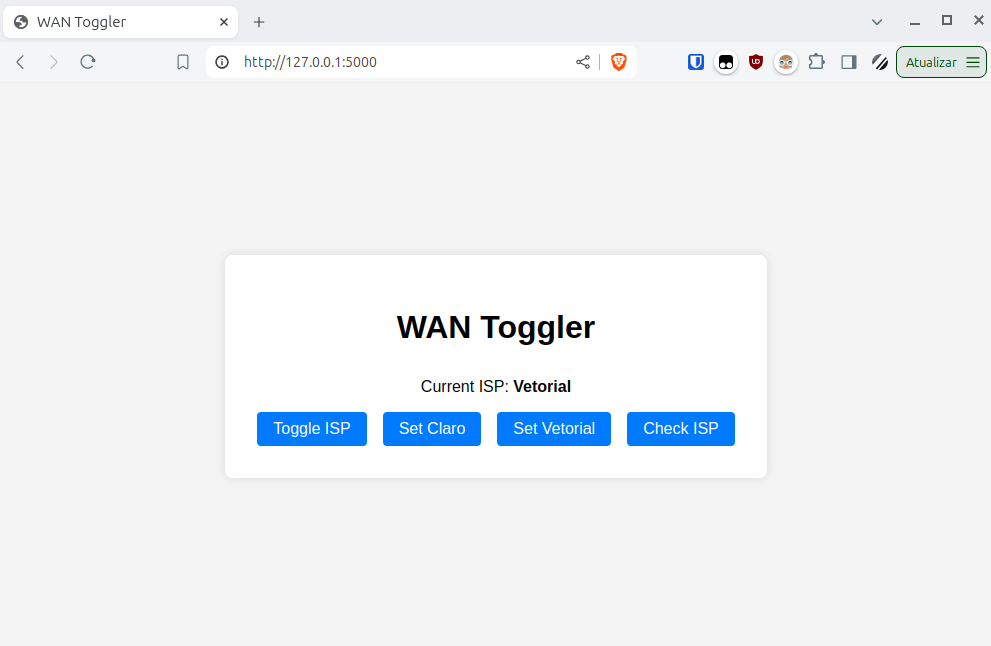 WAN Toggler
http://127.0.0.1:5000
Atualizar
WAN Toggler
Current ISP: Vetorial
Toggle ISP Set Claro Set Vetorial Check ISP